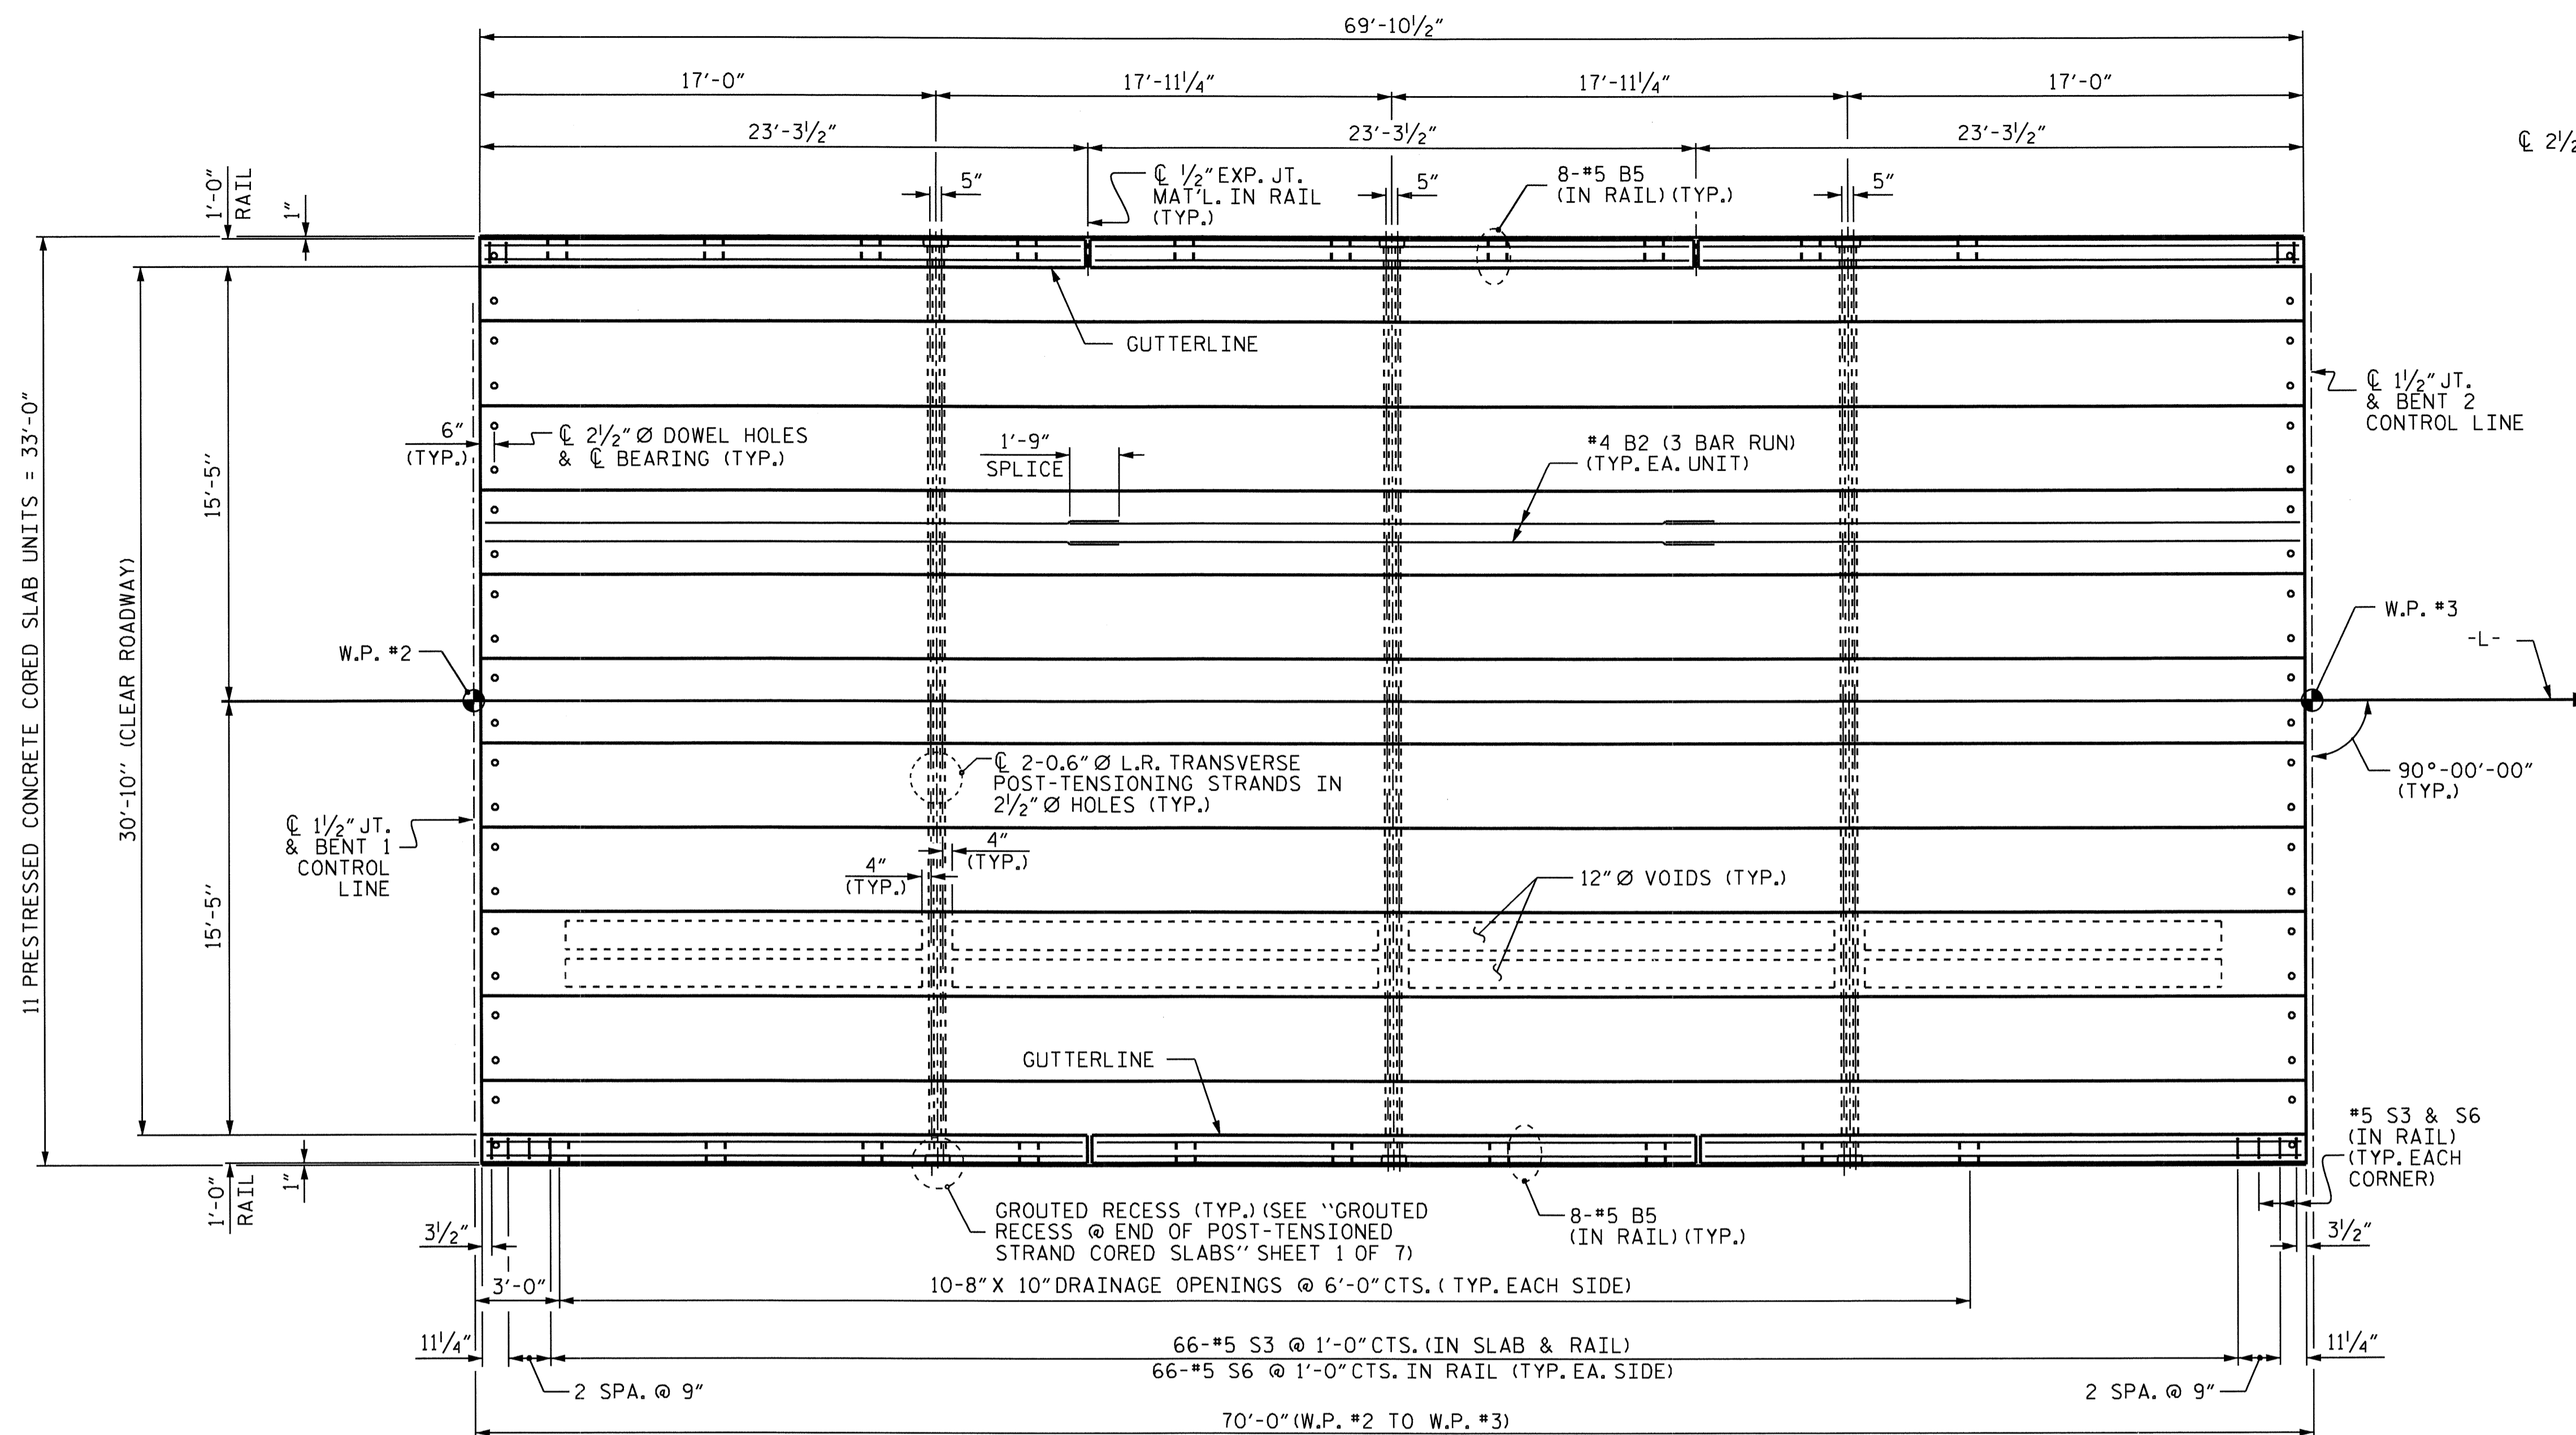 69'-10½"
17'-0"
17'-11¼"
17'-11¼"
17'-0"
23'-3½"
23'-3½"
23'-3½"
℄ 2½
1'-0"
RAIL
1"
5"
℄ ½" EXP. JT.
MAT'L. IN RAIL
(TYP.)
5"
8-#5 B5
(IN RAIL) (TYP.)
5"
GUTTERLINE
11 PRESTRESSED CONCRETE CORED SLAB UNITS = 33'-0"
30'-10" (CLEAR ROADWAY)
15'-5"
6"
(TYP.)
℄ 2½" Ø DOWEL HOLES
& ℄ BEARING (TYP.)
1'-9"
SPLICE
#4 B2 (3 BAR RUN)
(TYP. EA. UNIT)
℄ 1½" JT.
& BENT 2
CONTROL LINE
W.P. #2
W.P. #3
-L-
90°-00'-00"
(TYP.)
℄ 2-0.6" Ø L.R. TRANSVERSE
POST-TENSIONING STRANDS IN
2½" Ø HOLES (TYP.)
℄ 1½" JT.
& BENT 1
CONTROL
LINE
15'-5"
4"
(TYP.)
4"
(TYP.)
12" Ø VOIDS (TYP.)
GUTTERLINE
#5 S3 & S6
(IN RAIL)
(TYP. EACH
CORNER)
1'-0"
RAIL
1"
GROUTED RECESS (TYP.) (SEE "GROUTED
RECESS @ END OF POST-TENSIONED
STRAND CORED SLABS" SHEET 1 OF 7)
8-#5 B5
(IN RAIL) (TYP.)
3½"
3½"
3'-0"
10-8" X 10" DRAINAGE OPENINGS @ 6'-0" CTS. ( TYP. EACH SIDE)
11¼"
66-#5 S3 @ 1'-0" CTS. (IN SLAB & RAIL)
66-#5 S6 @ 1'-0" CTS. IN RAIL (TYP. EA. SIDE)
11¼"
2 SPA. @ 9"
2 SPA. @ 9"
70'-0" (W.P. #2 TO W.P. #3)